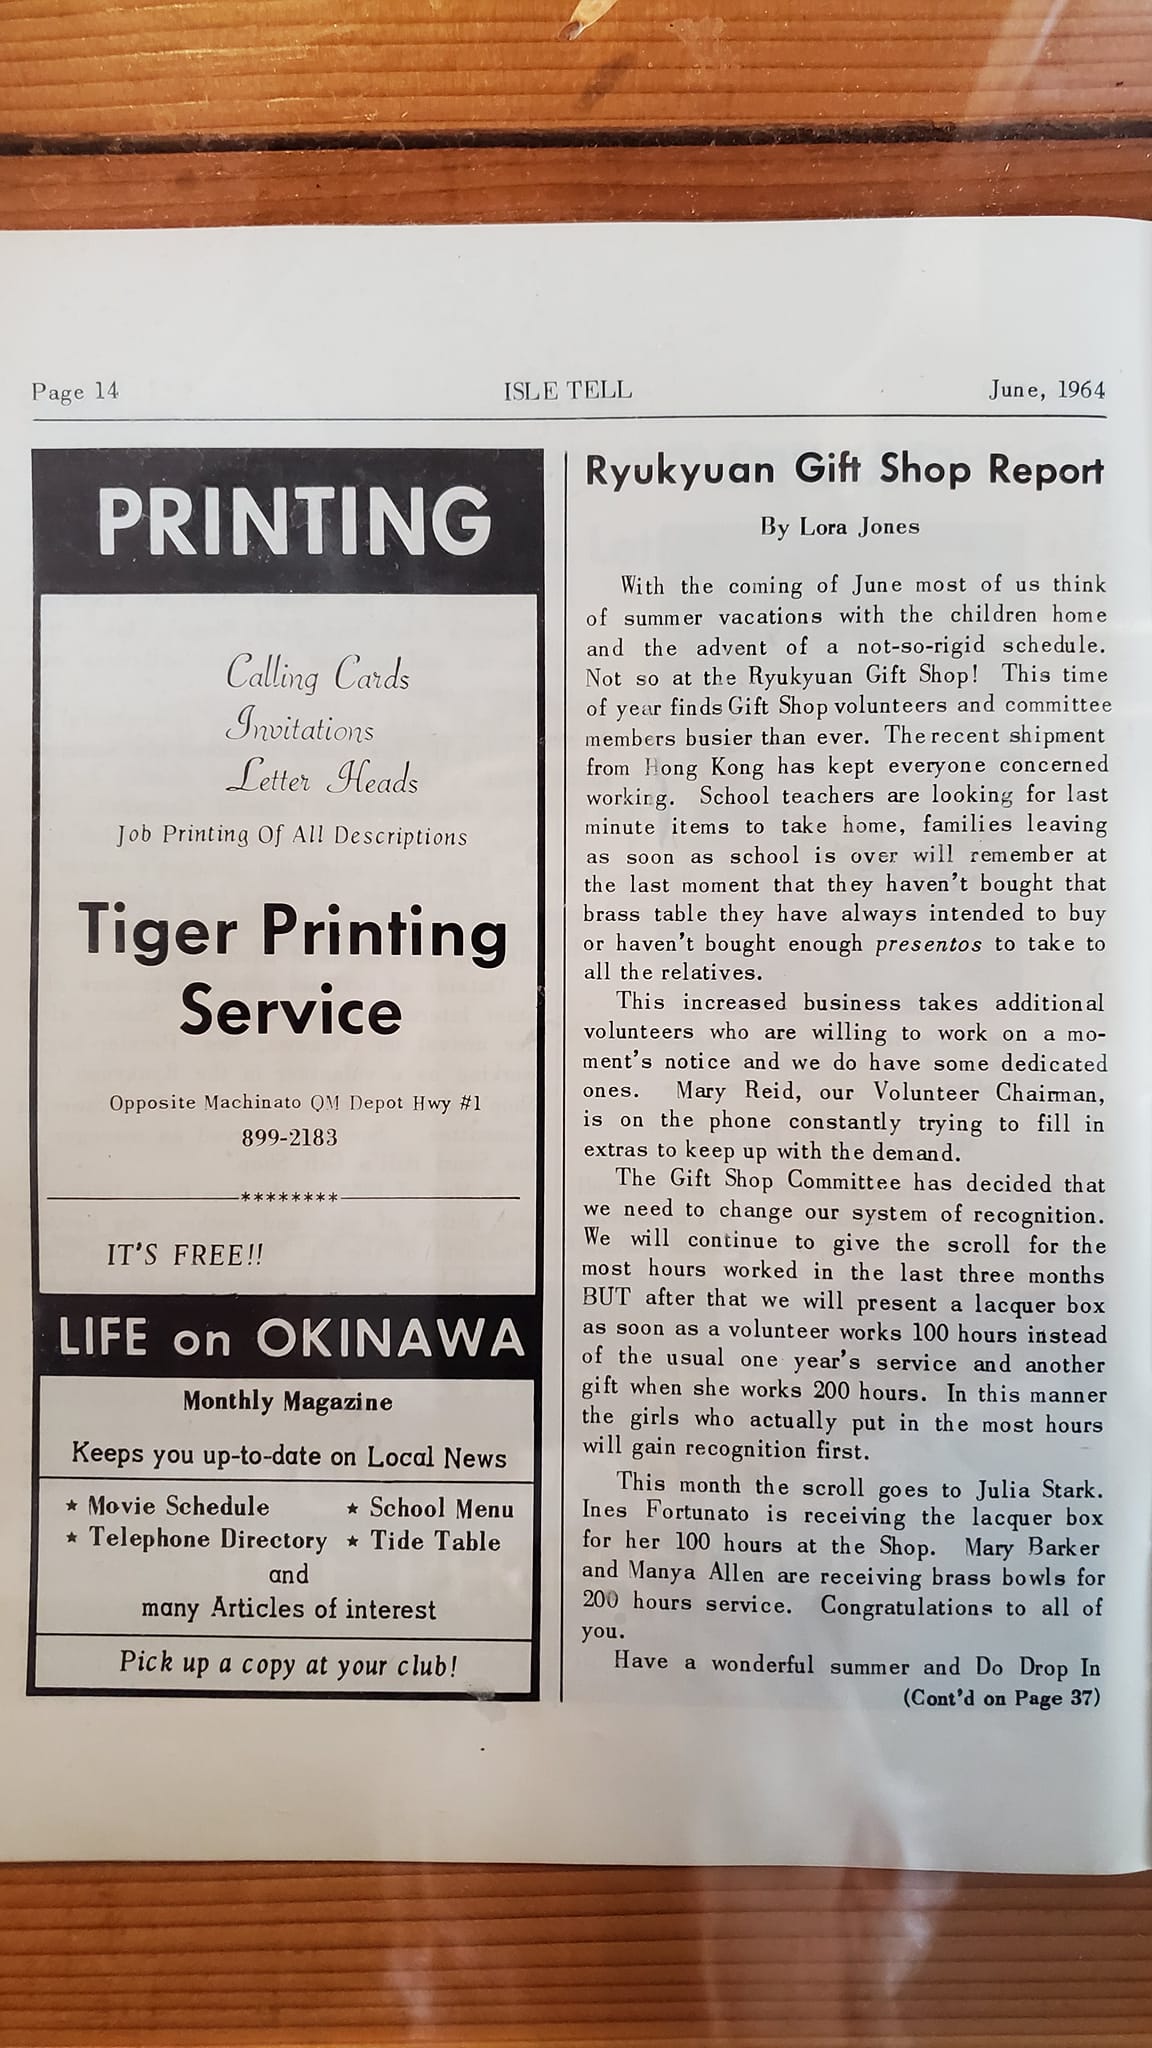 Page 14
ISLE TELL
June, 1964
PRINTING
Calling Cards
Invitations
Letter Heads
Job Printing Of All Descriptions
Tiger Printing
Service
Opposite Machinato QM Depot Hwy #1
899-2183
********
IT'S FREE!!
LIFE on OKINAWA
Monthly Magazine
Keeps you up-to-date on Local News
★ Movie Schedule ★ School Menu
★ Telephone Directory ★ Tide Table
and
many Articles of interest
Pick up a copy at your club!
Ryukyuan Gift Shop Report
By Lora Jones
With the coming of June most of us think
of summer vacations with the children home
and the advent of a not-so-rigid schedule.
Not so at the Ryukyuan Gift Shop! This time
of year finds Gift Shop volunteers and committee
members busier than ever. The recent shipment
from Hong Kong has kept everyone concerned
working. School teachers are looking for last
minute items to take home, families leaving
as soon as school is over will remember at
the last moment that they haven't bought that
brass table they have always intended to buy
or haven't bought enough presentos to take to
all the relatives.
This increased business takes additional
volunteers who are willing to work on a mo-
ment's notice and we do have some dedicated
ones. Mary Reid, our Volunteer Chairman,
is on the phone constantly trying to fill in
extras to keep up with the demand.
The Gift Shop Committee has decided that
we need to change our system of recognition.
We will continue to give the scroll for the
most hours worked in the last three months
BUT after that we will present a lacquer box
as soon as a volunteer works 100 hours instead
of the usual one year's service and another
gift when she works 200 hours. In this manner
the girls who actually put in the most hours
will gain recognition first.
This month the scroll goes to Julia Stark.
Ines Fortunato is receiving the lacquer box
for her 100 hours at the Shop. Mary Barker
and Manya Allen are receiving brass bowls for
200 hours service. Congratulations to all of
you.
Have a wonderful summer and Do Drop In
(Cont'd on Page 37)